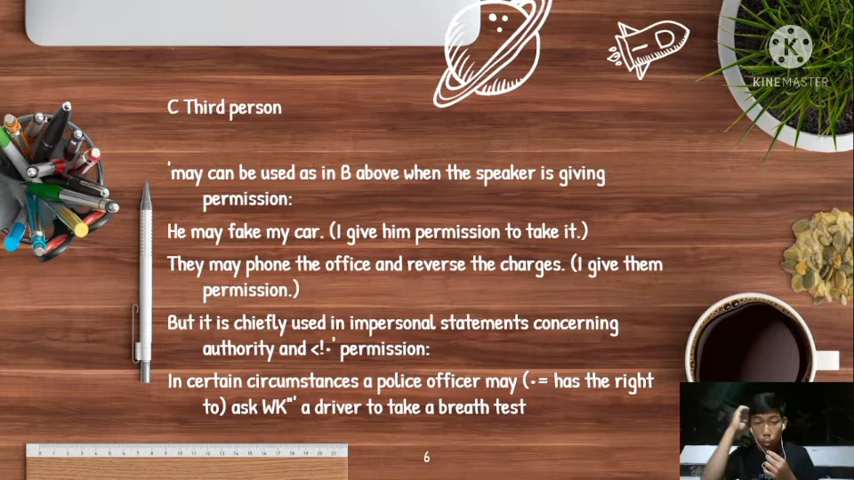 KINEMASTER
C Third person
'may can be used as in B above when the speaker is giving
permission:
He may fake my car. (I give him permission to take it.)
They may phone the office and reverse the charges. (I give them
permission.)
But it is chiefly used in impersonal statements concerning
authority and <!•' permission:
In certain circumstances a police officer may (•= has the right
to) ask WK"' a driver to take a breath test
6